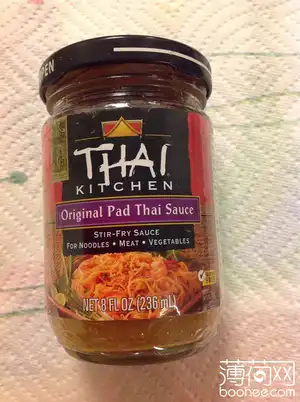 THAI
KITCHEN®
Original Pad Thai Sauce
STIR-FRY SAUCE
FOR NOODLES • MEAT • VEGETABLES
NET 8 FL OZ (236 mL)
薄荷网
boohee.com